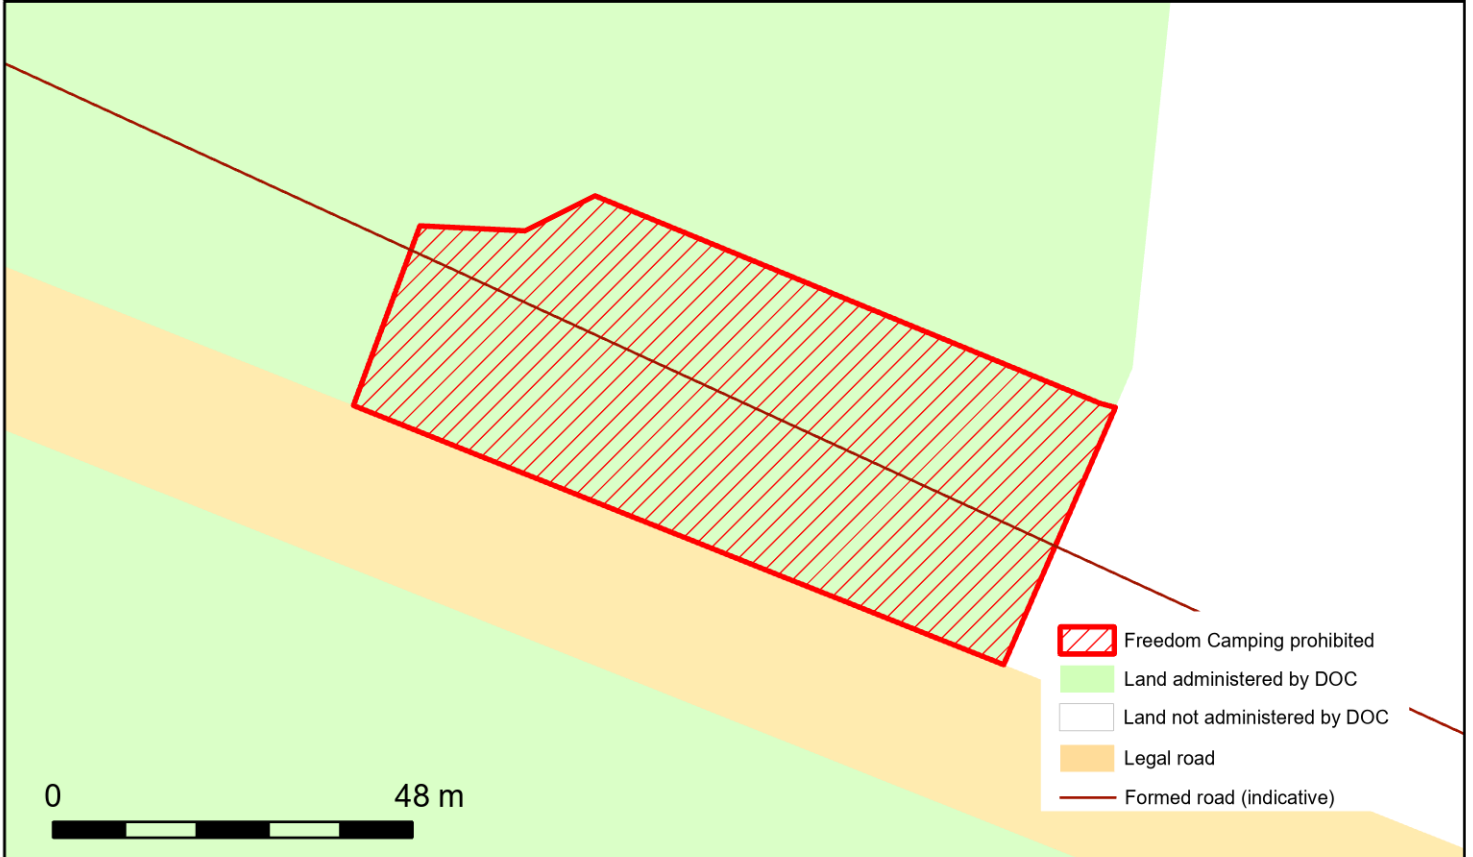 Freedom Camping prohibited
Land administered by DOC
Land not administered by DOC
Legal road
Formed road (indicative)
0 48 m